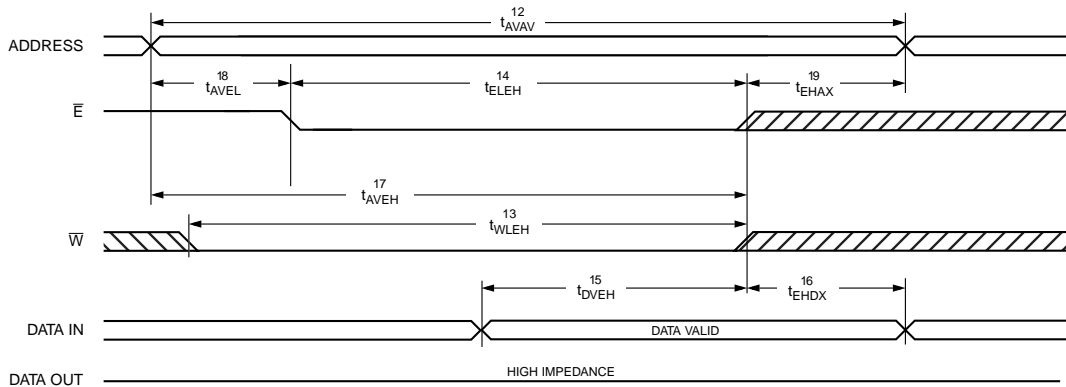 12
tAVAV
ADDRESS
18
tAVEL
14
tELEH
19
tEHAX
E̅
17
tAVEH
13
tWLEH
W̅
15
tDVEH
16
tEHDX
DATA IN
DATA VALID
HIGH IMPEDANCE
DATA OUT